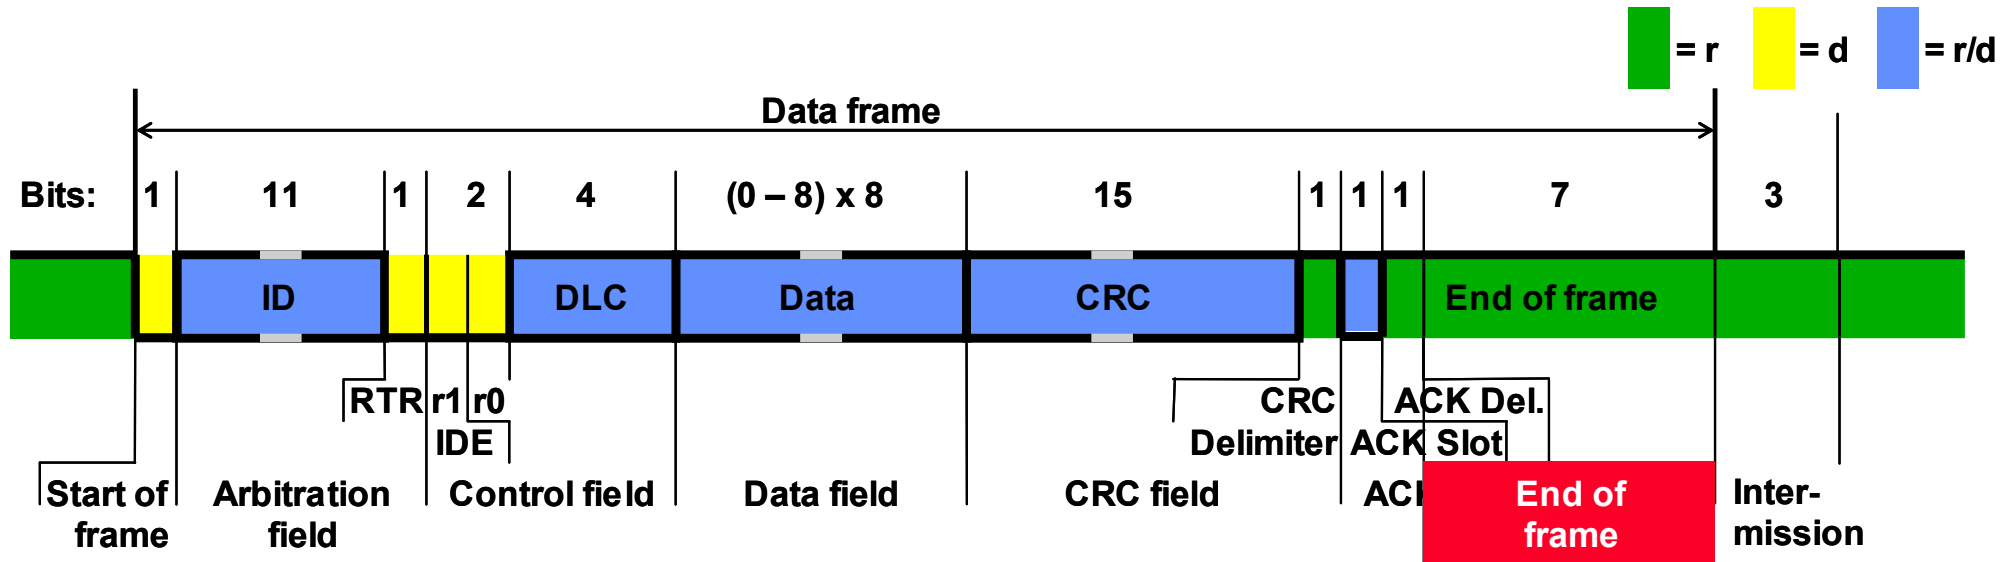 = r = d = r/d
Data frame
Bits: 1 11 1 2 4 (0 – 8) x 8 15 1 1 1 7 3
ID DLC Data CRC End of frame
RTR r1 r0 CRC ACK Del.
IDE Delimiter ACK Slot
Start of Arbitration Control field Data field CRC field ACK End of Inter-
frame field frame mission